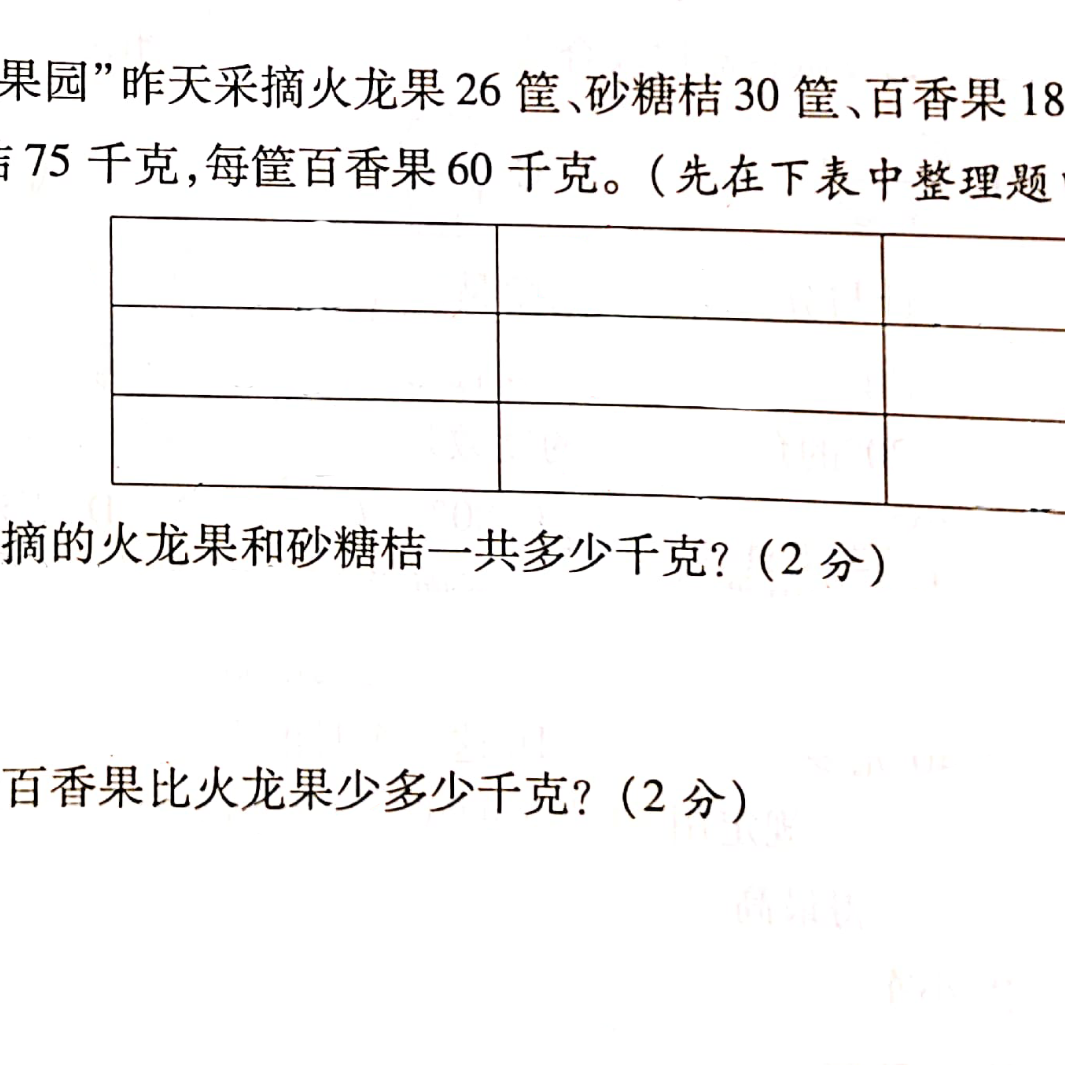 果园”昨天采摘火龙果 26 筐、砂糖桔 30 筐、百香果 18
75 千克，每筐百香果 60 千克。（先在下表中整理题
摘的火龙果和砂糖桔一共多少千克？（2 分）
百香果比火龙果少多少千克？（2 分）